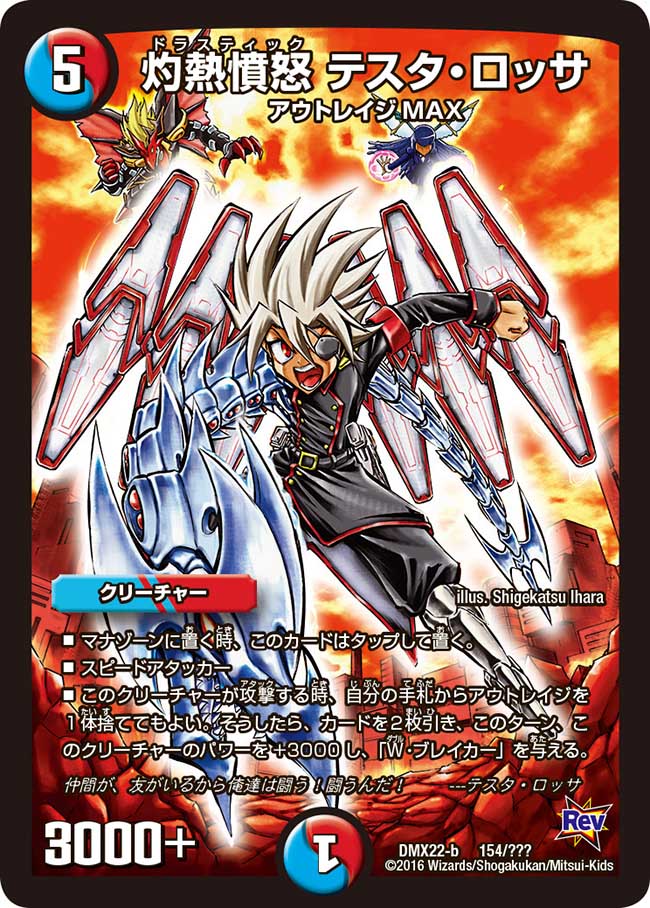 5
ドラスティック
灼熱憤怒 テスタ・ロッサ
アウトレイジMAX
クリーチャー
illus. Shigekatsu Ihara
■ マナゾーンに置く時、このカードはタップして置く。
■ スピードアタッカー
■ このクリーチャーが攻撃する時、自分の手札からアウトレイジを
1体捨ててもよい。そうしたら、カードを2枚引き、このターン、こ
のクリーチャーのパワーを+3000し、「W・ブレイカー」を与える。
仲間が、友がいるから俺達は闘う!闘うんだ! ---テスタ・ロッサ
3000+
1
Rev
DMX22-b 154/???
©2016 Wizards/Shogakukan/Mitsui-Kids